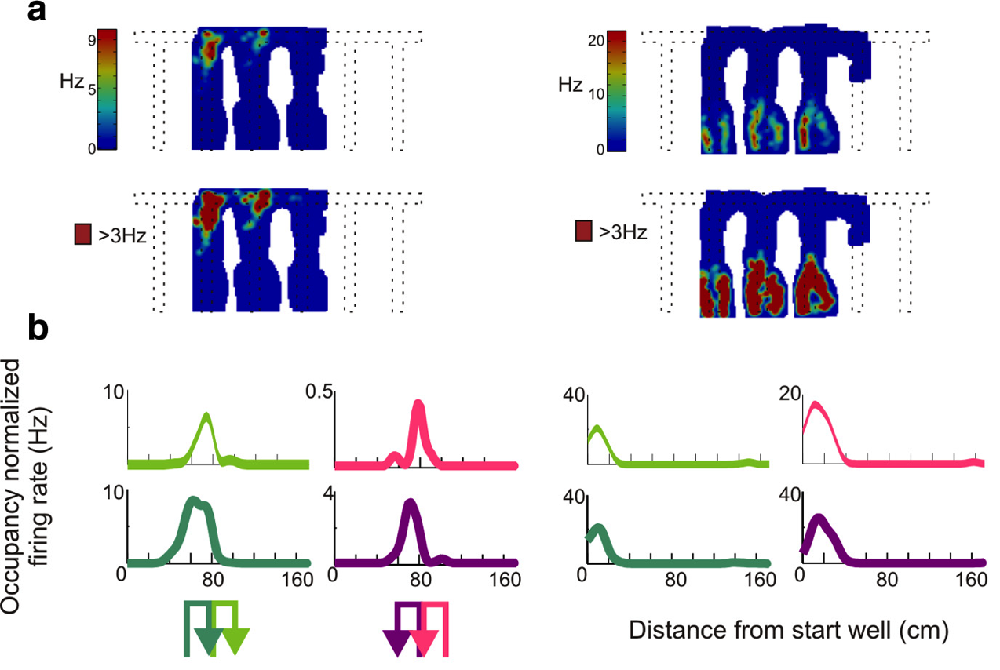 a
9
Hz
5
0
20
Hz
10
0
>3Hz
>3Hz
b
Occupancy normalized
firing rate (Hz)
10
0.5
40
20
10
4
40
40
0 80 160
0 80 160
0 80 160
0 80 160
Distance from start well (cm)